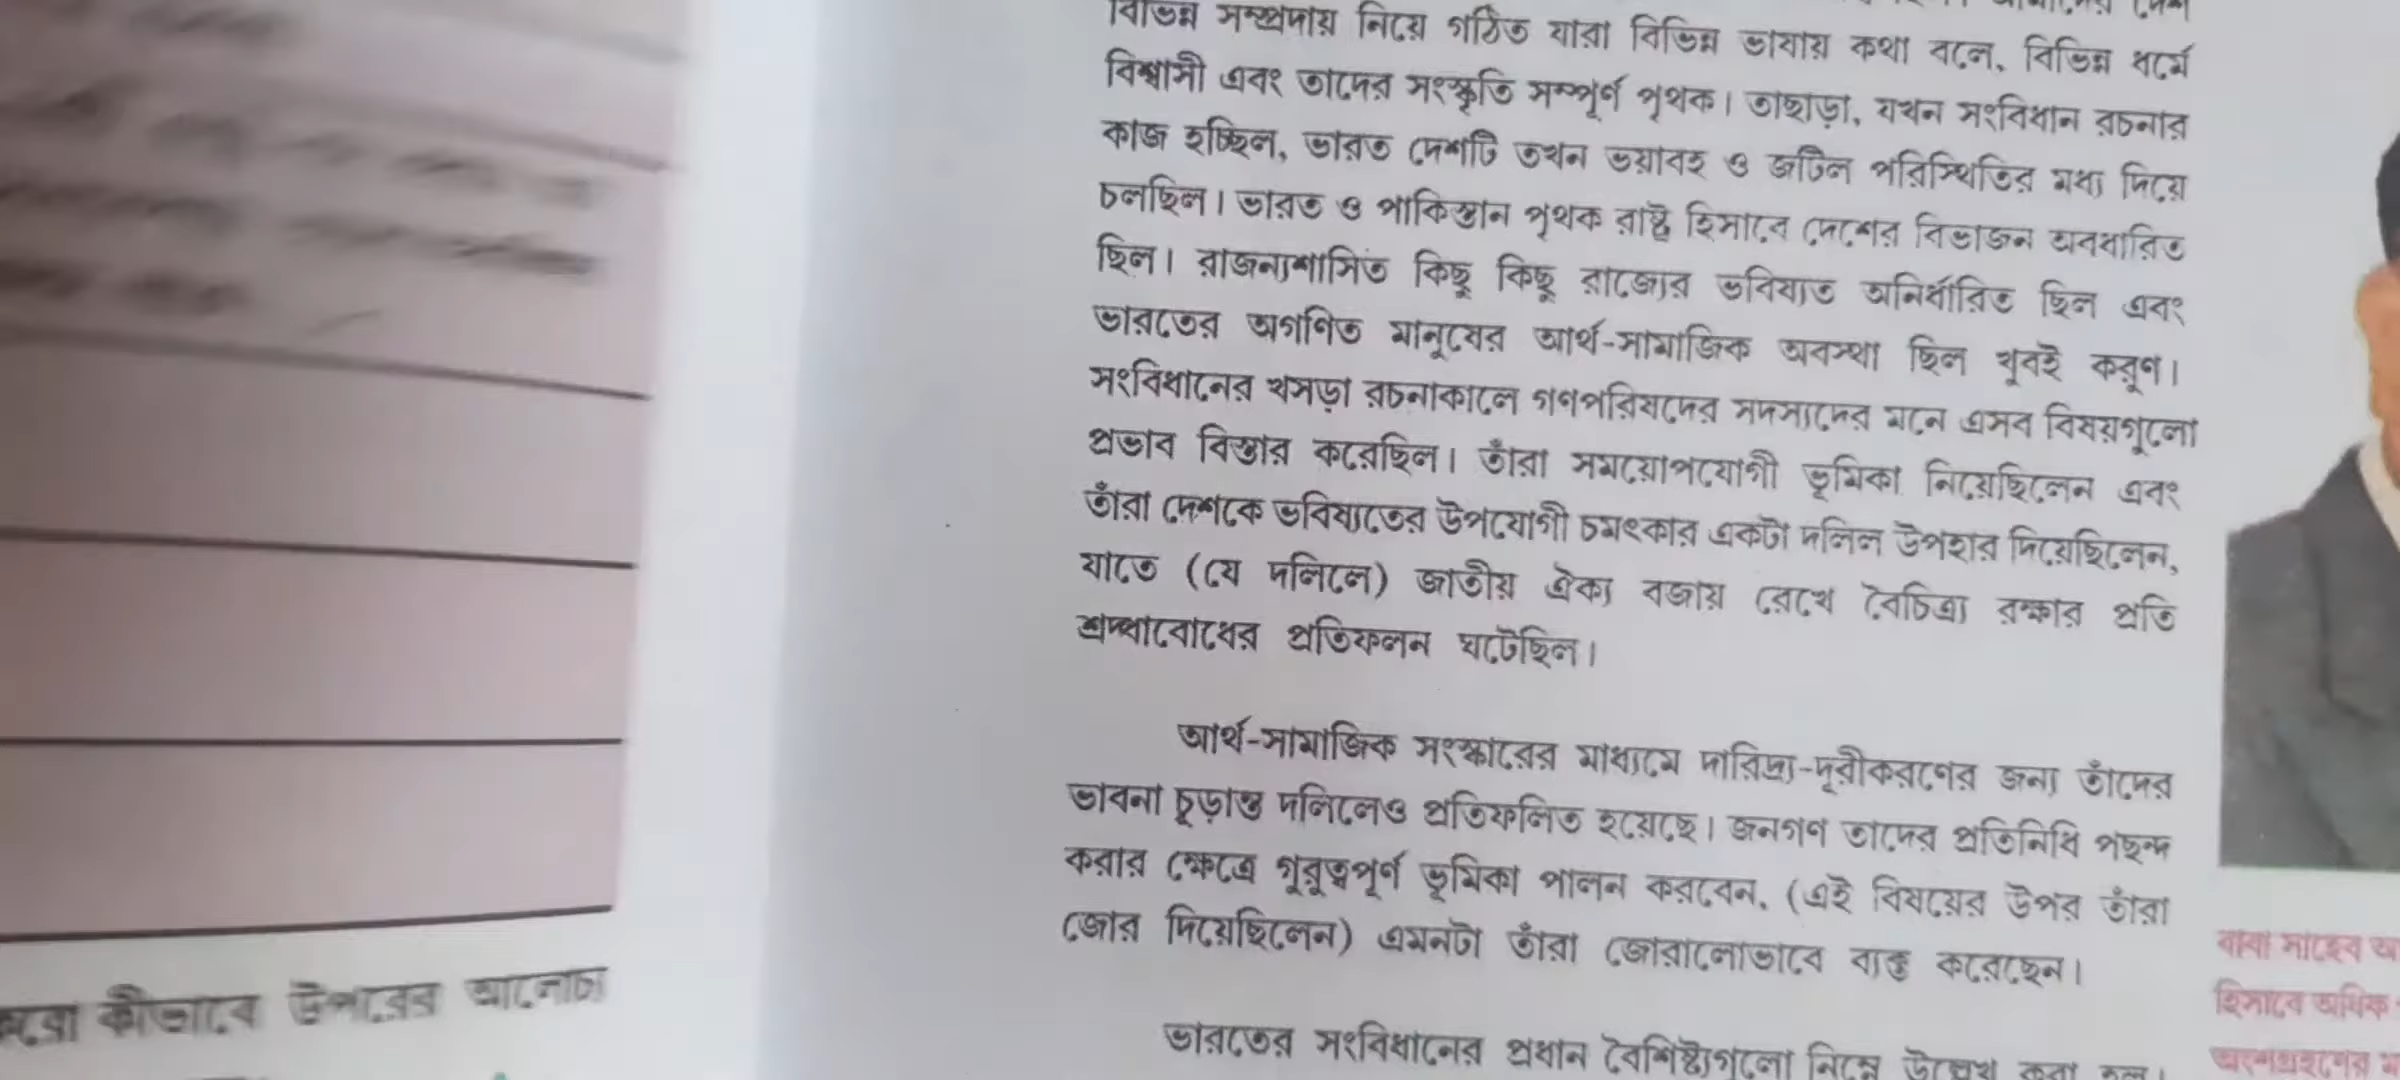 বিভিন্ন সম্প্রদায় নিয়ে গঠিত যারা বিভিন্ন ভাষায় কথা বলে, বিভিন্ন ধর্মে
বিশ্বাসী এবং তাদের সংস্কৃতি সম্পূর্ণ পৃথক। তাছাড়া, যখন সংবিধান রচনার
কাজ হচ্ছিল, ভারত দেশটি তখন ভয়াবহ ও জটিল পরিস্থিতির মধ্য দিয়ে
চলছিল। ভারত ও পাকিস্তান পৃথক রাষ্ট্র হিসাবে দেশের বিভাজন অবধারিত
ছিল। রাজন্যশাসিত কিছু কিছু রাজ্যের ভবিষ্যত অনির্ধারিত ছিল এবং
ভারতের অগণিত মানুষের আর্থ-সামাজিক অবস্থা ছিল খুবই করুণ।
সংবিধানের খসড়া রচনাকালে গণপরিষদের সদস্যদের মনে এসব বিষয়গুলো
প্রভাব বিস্তার করেছিল। তাঁরা সময়োপযোগী ভূমিকা নিয়েছিলেন এবং
তাঁরা দেশকে ভবিষ্যতের উপযোগী চমৎকার একটা দলিল উপহার দিয়েছিলেন,
যাতে (যে দলিলে) জাতীয় ঐক্য বজায় রেখে বৈচিত্র্য রক্ষার প্রতি
শ্রদ্ধাবোধের প্রতিফলন ঘটেছিল।
আর্থ-সামাজিক সংস্কারের মাধ্যমে দারিদ্র্য-দূরীকরণের জন্য তাঁদের
ভাবনা চূড়ান্ত দলিলেও প্রতিফলিত হয়েছে। জনগণ তাদের প্রতিনিধি পছন্দ
করার ক্ষেত্রে গুরুত্বপূর্ণ ভূমিকা পালন করবেন, (এই বিষয়ের উপর তাঁরা
জোর দিয়েছিলেন) এমনটা তাঁরা জোরালোভাবে ব্যক্ত করেছেন।
ভারতের সংবিধানের প্রধান বৈশিষ্ট্যগুলো নিম্নে উল্লেখ করা হল।
কীভাবে উপরের আলোচ্য
বাবা সাহেব
হিসাবে অধিক
অংশগ্রহণের